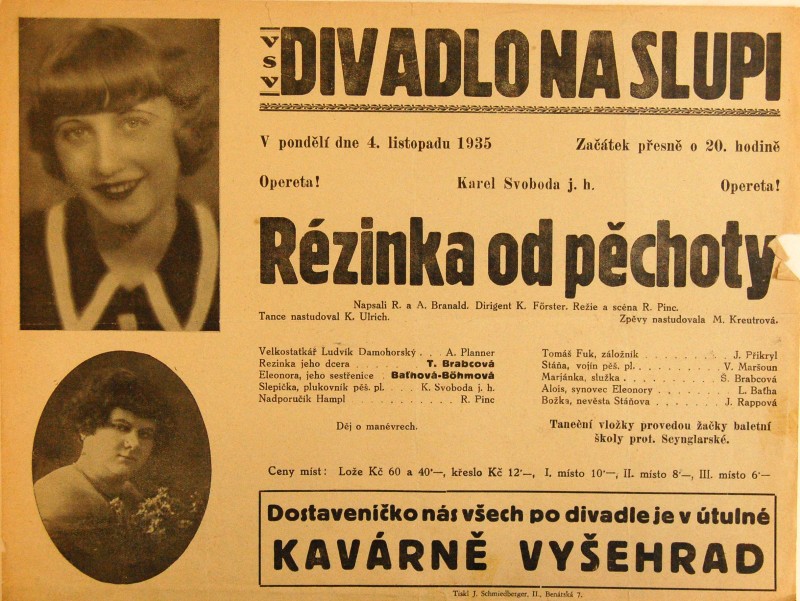 VSV
DIVADLO NA SLUPI
V pondělí dne 4. listopadu 1935 Začátek přesně o 20. hodině
Opereta! Karel Svoboda j. h. Opereta!
Rézinka od pěchoty
Napsali R. a A. Branald. Dirigent K. Förster. Režie a scéna R. Pinc.
Tance nastudoval K. Ulrich. Zpěvy nastudovala M. Kreutrová.
Velkostatkář Ludvík Damohorský . . A. Planner
Rezinka jeho dcera . . . . . . . T. Brabcová
Eleonora, jeho sestřenice . Baťnová-Böhmová
Slepička, plukovník pěš. pl. . K. Svoboda j. h.
Nadporučík Hampl . . . . . . . R. Pinc
Tomáš Fuk, záložník . . . . . . . J. Přikryl
Stáňa, vojín pěš. pl. . . . . . . V. Maršoun
Marjánka, služka . . . . . . . Š. Brabcová
Alois, synovec Eleonory . . . . . L. Baťha
Božka, nevěsta Stáňova . . . . . J. Rappová
Děj o manévrech.
Taneční vložky provedou žačky baletní
školy prof. Scynglarské.
Ceny míst: Lože Kč 60 a 40·—, křeslo Kč 12·—, I. místo 10·—, II. místo 8·—, III. místo 6·—
Dostaveníčko nás všech po divadle je v útulné
KAVÁRNĚ VYŠEHRAD
Tiskl J. Schmiedberger, II., Benátská 7.